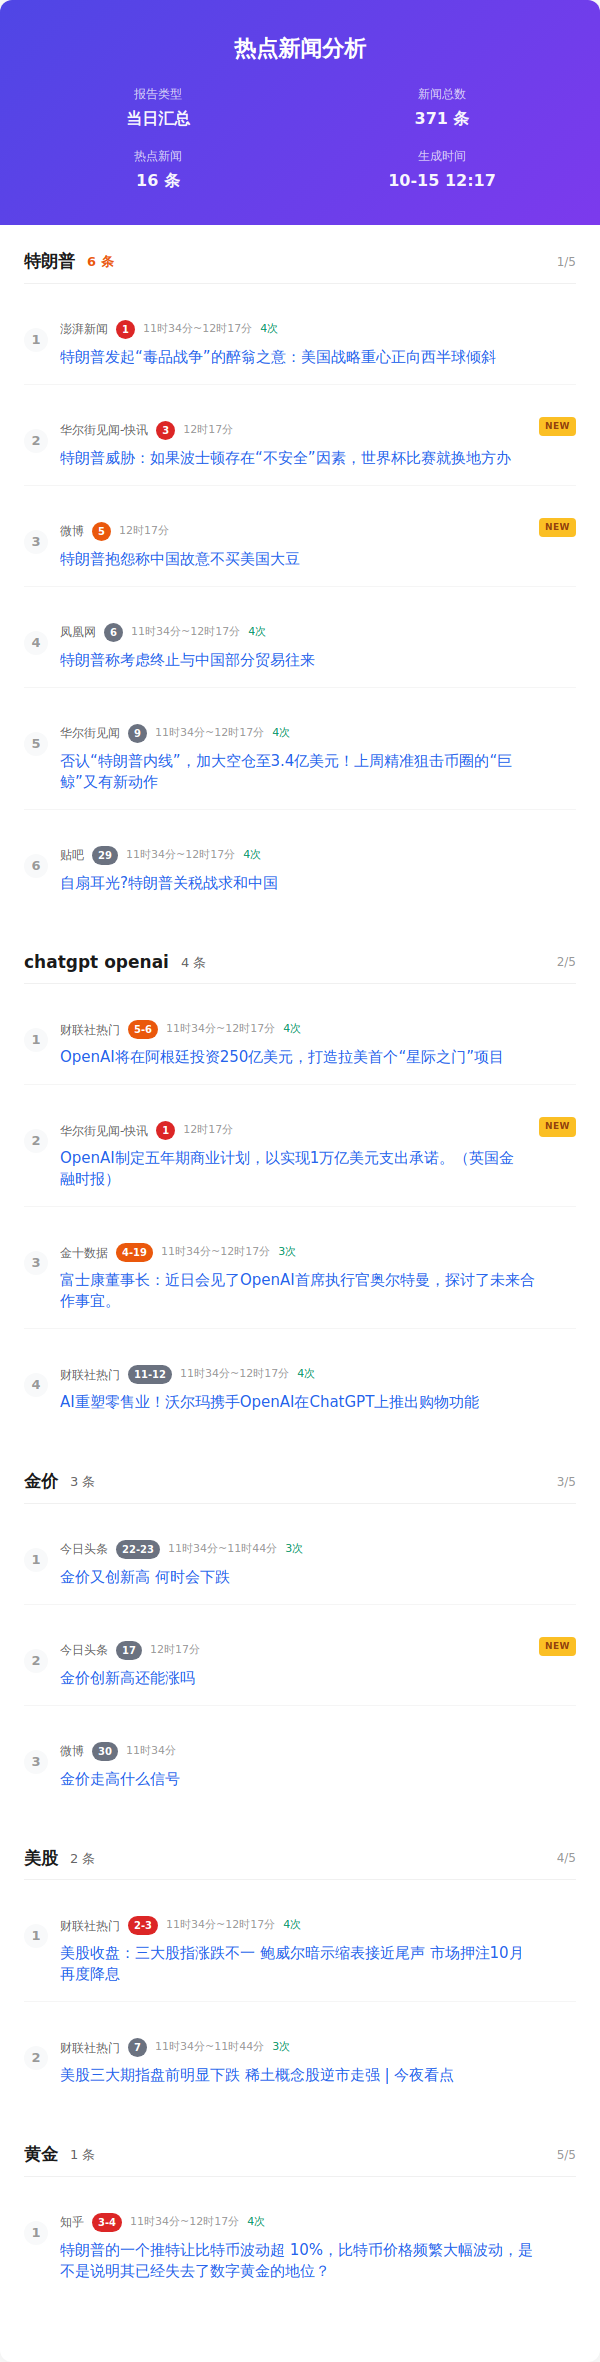 热点新闻分析
报告类型
新闻总数
当日汇总
371 条
热点新闻
生成时间
16 条
10-15 12:17
特朗普 6 条 1/5
1 澎湃新闻 1 11时34分~12时17分 4次
特朗普发起“毒品战争”的醉翁之意：美国战略重心正向西半球倾斜
2 华尔街见闻-快讯 3 12时17分 NEW
特朗普威胁：如果波士顿存在“不安全”因素，世界杯比赛就换地方办
3 微博 5 12时17分 NEW
特朗普抱怨称中国故意不买美国大豆
4 凤凰网 6 11时34分~12时17分 4次
特朗普称考虑终止与中国部分贸易往来
5 华尔街见闻 9 11时34分~12时17分 4次
否认“特朗普内线”，加大空仓至3.4亿美元！上周精准狙击币圈的“巨
鲸”又有新动作
6 贴吧 29 11时34分~12时17分 4次
自扇耳光?特朗普关税战求和中国
chatgpt openai 4 条 2/5
1 财联社热门 5-6 11时34分~12时17分 4次
OpenAI将在阿根廷投资250亿美元，打造拉美首个“星际之门”项目
2 华尔街见闻-快讯 1 12时17分 NEW
OpenAI制定五年期商业计划，以实现1万亿美元支出承诺。（英国金
融时报）
3 金十数据 4-19 11时34分~12时17分 3次
富士康董事长：近日会见了OpenAI首席执行官奥尔特曼，探讨了未来合
作事宜。
4 财联社热门 11-12 11时34分~12时17分 4次
AI重塑零售业！沃尔玛携手OpenAI在ChatGPT上推出购物功能
金价 3 条 3/5
1 今日头条 22-23 11时34分~11时44分 3次
金价又创新高 何时会下跌
2 今日头条 17 12时17分 NEW
金价创新高还能涨吗
3 微博 30 11时34分
金价走高什么信号
美股 2 条 4/5
1 财联社热门 2-3 11时34分~12时17分 4次
美股收盘：三大股指涨跌不一 鲍威尔暗示缩表接近尾声 市场押注10月
再度降息
2 财联社热门 7 11时34分~11时44分 3次
美股三大期指盘前明显下跌 稀土概念股逆市走强 | 今夜看点
黄金 1 条 5/5
1 知乎 3-4 11时34分~12时17分 4次
特朗普的一个推特让比特币波动超 10%，比特币价格频繁大幅波动，是
不是说明其已经失去了数字黄金的地位？